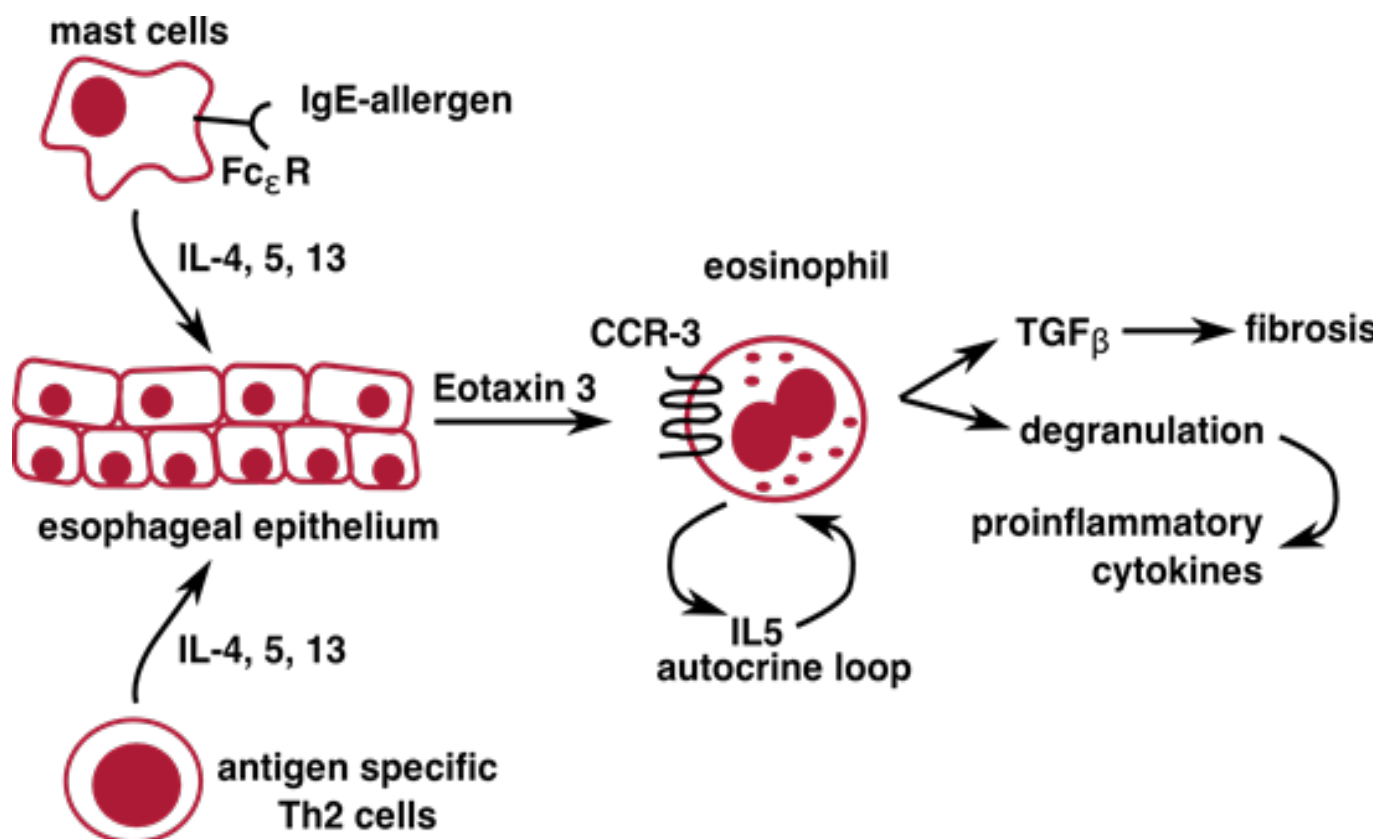 mast cells
IgE-allergen
FcεR
IL-4, 5, 13
eosinophil
CCR-3
TGFβ
fibrosis
Eotaxin 3
degranulation
esophageal epithelium
proinflammatory
cytokines
IL5
autocrine loop
IL-4, 5, 13
antigen specific
Th2 cells